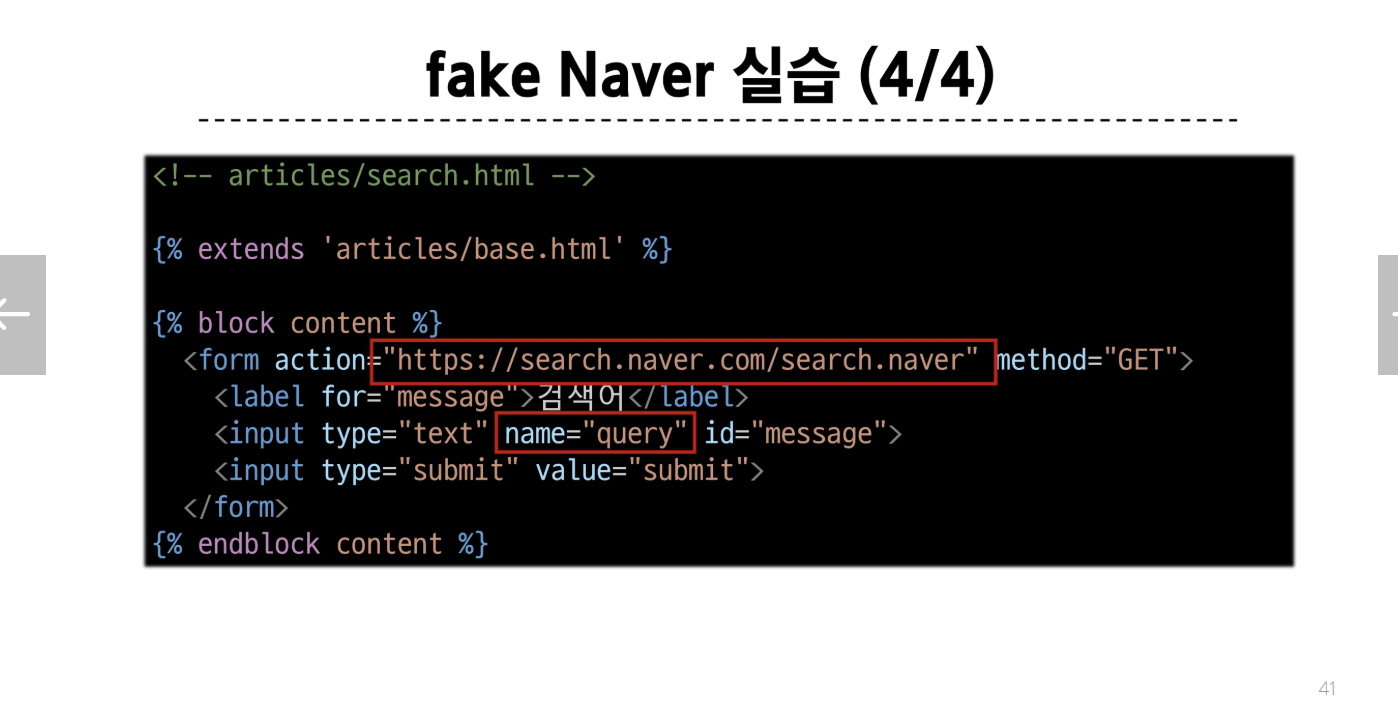 fake Naver 실습 (4/4)
<!-- articles/search.html -->
{% extends 'articles/base.html' %}
{% block content %}
<form action="https://search.naver.com/search.naver" method="GET">
<label for="message">검색어</label>
<input type="text" name="query" id="message">
<input type="submit" value="submit">
</form>
{% endblock content %}
41